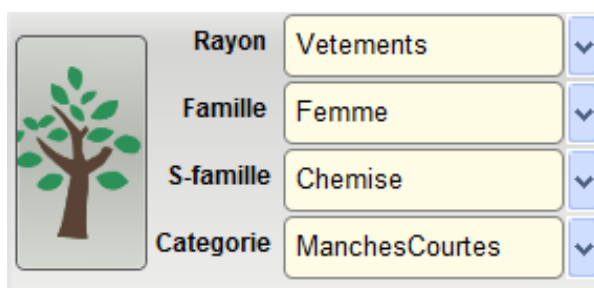 Rayon Vetements
Famille Femme
S-famille Chemise
Categorie ManchesCourtes